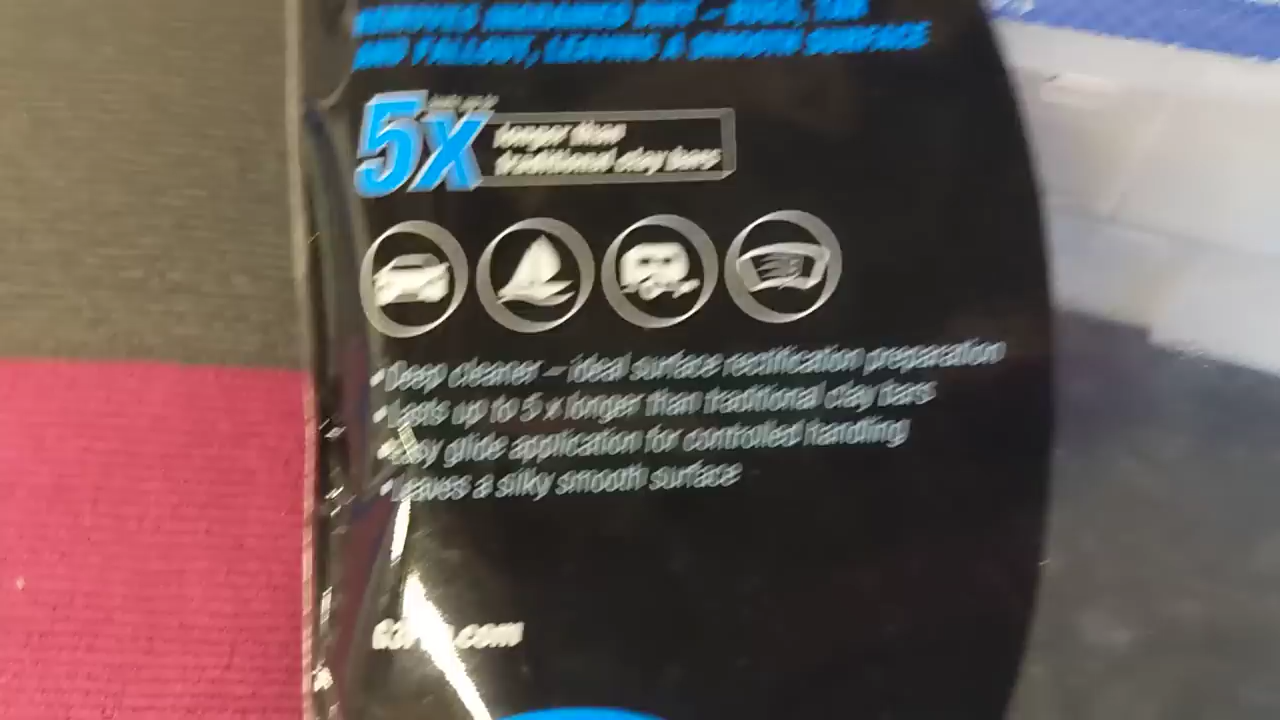 REMOVES INGRAINED DIRT – BUGS, TAR
AND FALLOUT, LEAVING A SMOOTH SURFACE
5X
longer than
traditional clay bars
•Deep cleaner – ideal surface rectification preparation
•Lasts up to 5 x longer than traditional clay bars
•Easy glide application for controlled handling
•Leaves a silky smooth surface